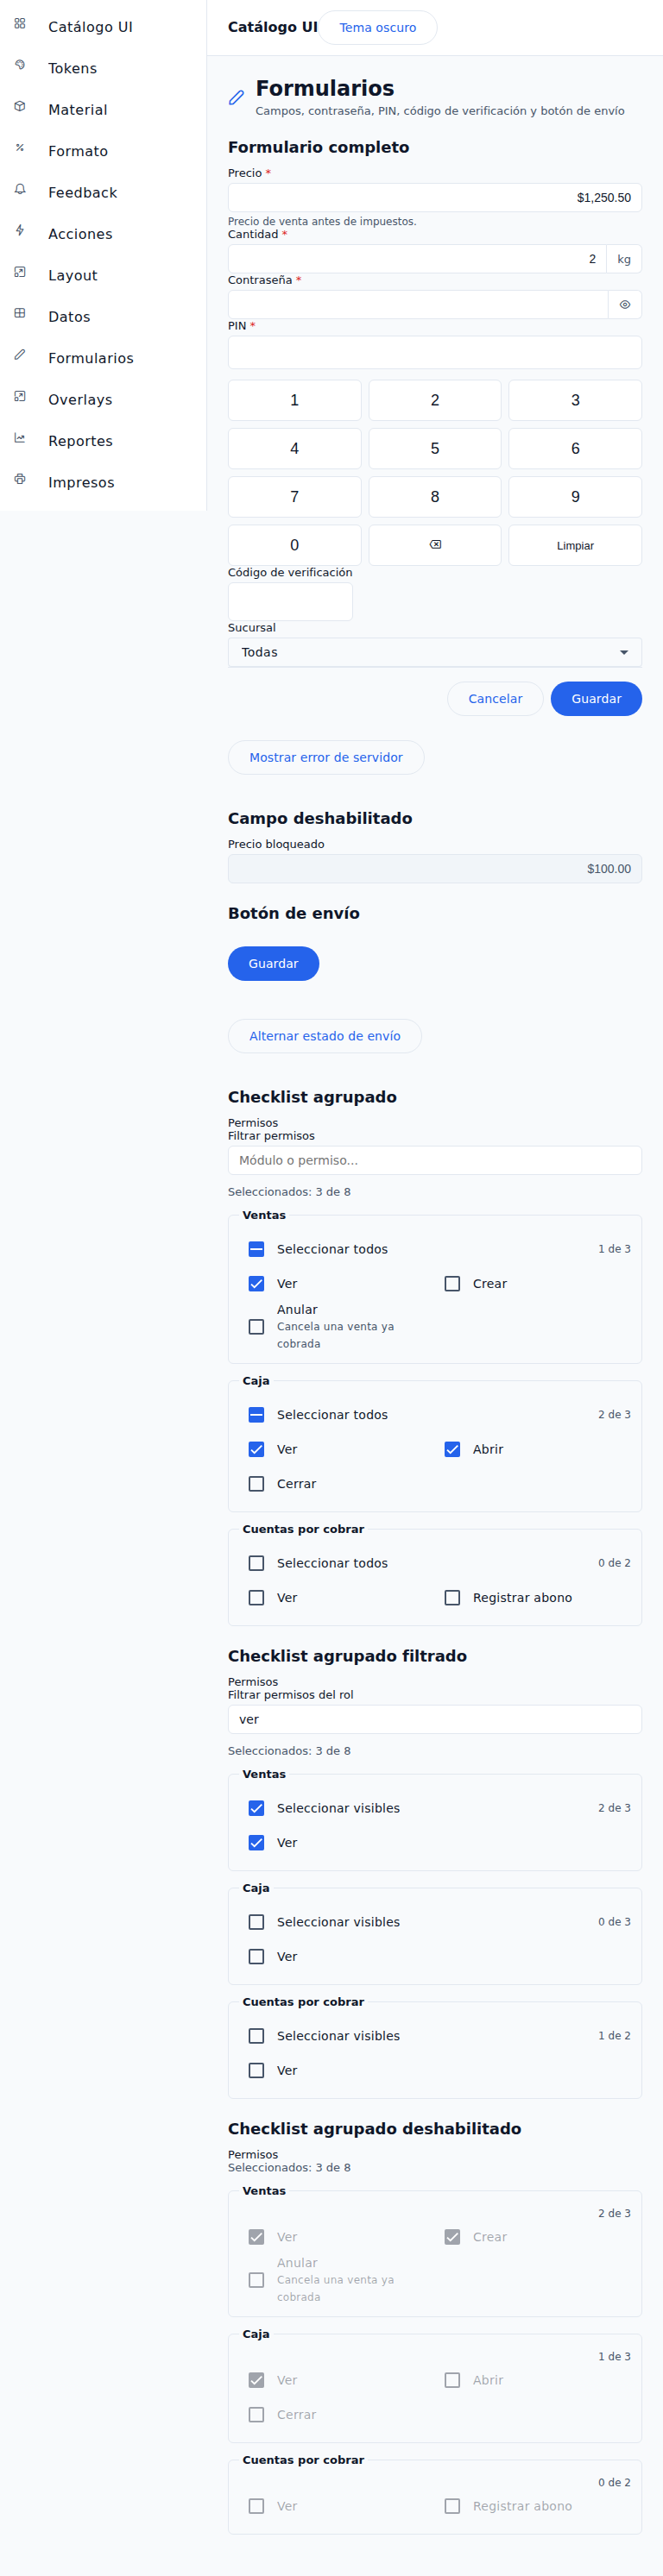 Catálogo UI
Tokens
Material
Formato
Feedback
Acciones
Layout
Datos
Formularios
Overlays
Reportes
Impresos
Catálogo UI
Tema oscuro
Formularios
Campos, contraseña, PIN, código de verificación y botón de envío
Formulario completo
Precio *
$1,250.50
Precio de venta antes de impuestos.
Cantidad *
2 kg
Contraseña *
PIN *
1 2 3
4 5 6
7 8 9
0 Limpiar
Código de verificación
Sucursal
Todas
Cancelar Guardar
Mostrar error de servidor
Campo deshabilitado
Precio bloqueado
$100.00
Botón de envío
Guardar
Alternar estado de envío
Checklist agrupado
Permisos
Filtrar permisos
Módulo o permiso...
Seleccionados: 3 de 8
Ventas
Seleccionar todos 1 de 3
Ver Crear
Anular
Cancela una venta ya
cobrada
Caja
Seleccionar todos 2 de 3
Ver Abrir
Cerrar
Cuentas por cobrar
Seleccionar todos 0 de 2
Ver Registrar abono
Checklist agrupado filtrado
Permisos
Filtrar permisos del rol
ver
Seleccionados: 3 de 8
Ventas
Seleccionar visibles 2 de 3
Ver
Caja
Seleccionar visibles 0 de 3
Ver
Cuentas por cobrar
Seleccionar visibles 1 de 2
Ver
Checklist agrupado deshabilitado
Permisos
Seleccionados: 3 de 8
Ventas
2 de 3
Ver Crear
Anular
Cancela una venta ya
cobrada
Caja
1 de 3
Ver Abrir
Cerrar
Cuentas por cobrar
0 de 2
Ver Registrar abono